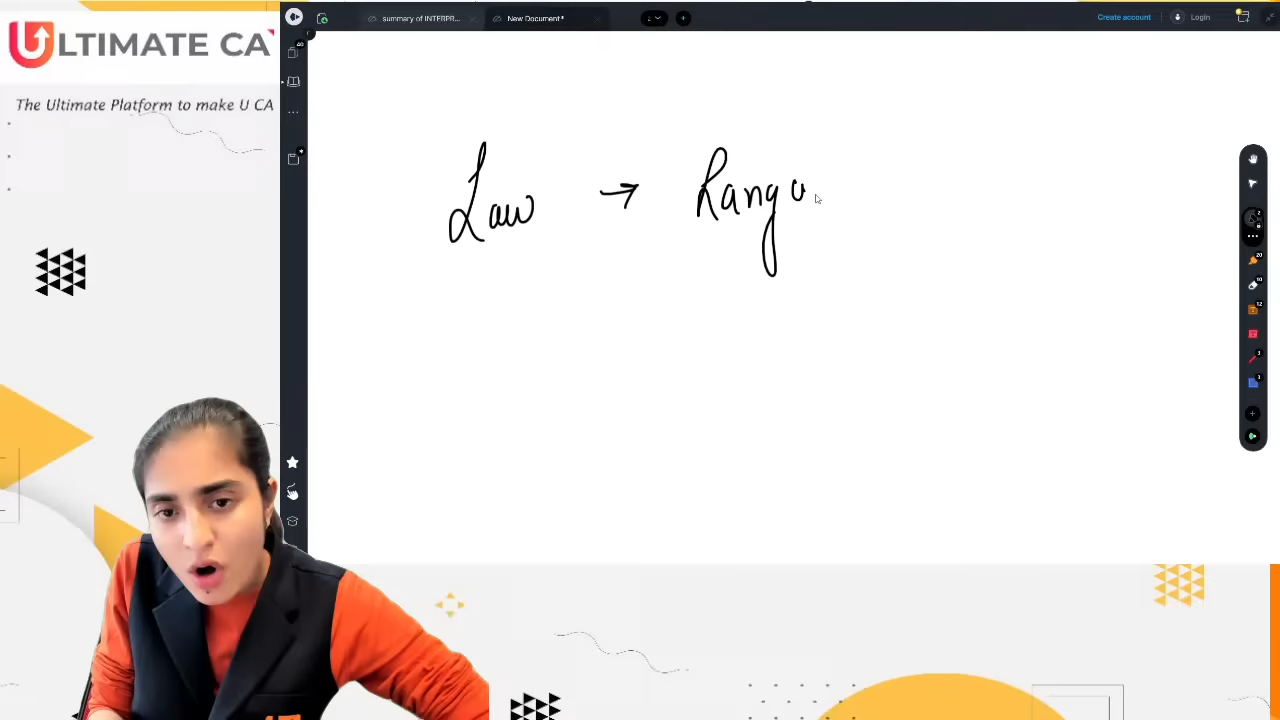 ULTIMATE CA
The Ultimate Platform to make U CA
summary of INTERPR...
New Document*
Create account
Login
Law → Langu